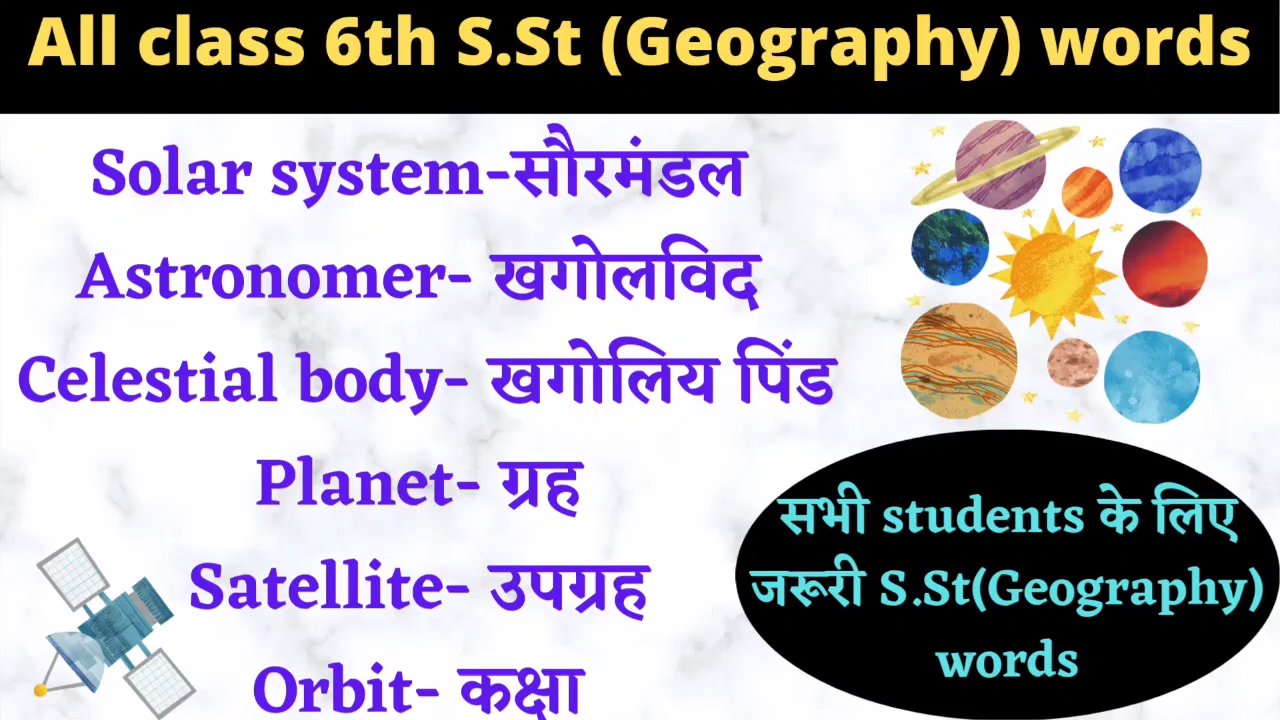 All class 6th S.St (Geography) words
Solar system-सौरमंडल
Astronomer- खगोलविद
Celestial body- खगोलिय पिंड
Planet- ग्रह
Satellite- उपग्रह
Orbit- कक्षा
सभी students के लिए
जरूरी S.St(Geography)
words